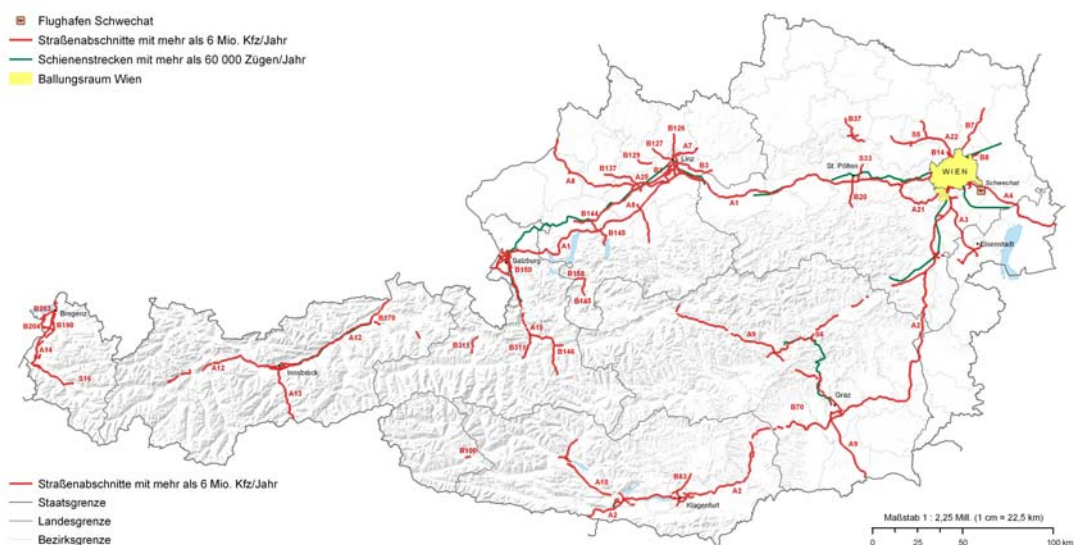 Flughafen Schwechat
Straßenabschnitte mit mehr als 6 Mio. Kfz/Jahr
Schienenstrecken mit mehr als 60 000 Zügen/Jahr
Ballungsraum Wien
B126
B127
A7
B129
Linz
B137
A25
B3
A8
A1
B37
S5
A22
B7
B14
B8
WIEN
S33
St. Pölten
Schwechat
A4
B20
A21
A3
Eisenstadt
B144
A9
B145
A1
Salzburg
B150
B158
B145
A10
B311
B146
B311
A9
S6
A2
B70
Graz
A9
Bregenz
B190
A14
S16
A12
Innsbruck
A13
A12
B100
A10
A2
B83
Klagenfurt
A2
Straßenabschnitte mit mehr als 6 Mio. Kfz/Jahr
Staatsgrenze
Landesgrenze
Bezirksgrenze
Maßstab 1 : 2,25 Mill. (1 cm = 22,5 km)
0 25 50 100 km